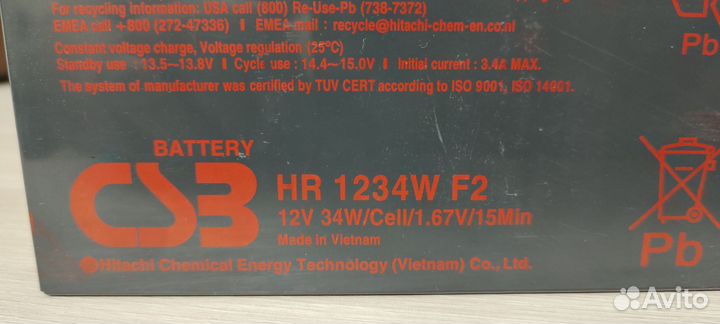 For recycling information: USA call (800) Re-Use-Pb (738-7372)
EMEA call +800 (272-47336) EMEA e-mail : recycle@hitachi-chem-en.co.nl
Constant voltage charge, Voltage regulation (25°C)
Standby use : 13.5~13.8V | Cycle use : 14.4~15.0V | Initial current : 3.4A MAX.
The system of manufacturer was certified by TUV CERT according to ISO 9001, ISO 14001.
Pb
BATTERY
CSB
HR 1234W F2
12V 34W/Cell/1.67V/15Min
Made in Vietnam
Pb
©Hitachi Chemical Energy Technology (Vietnam) Co., Ltd.
Avito